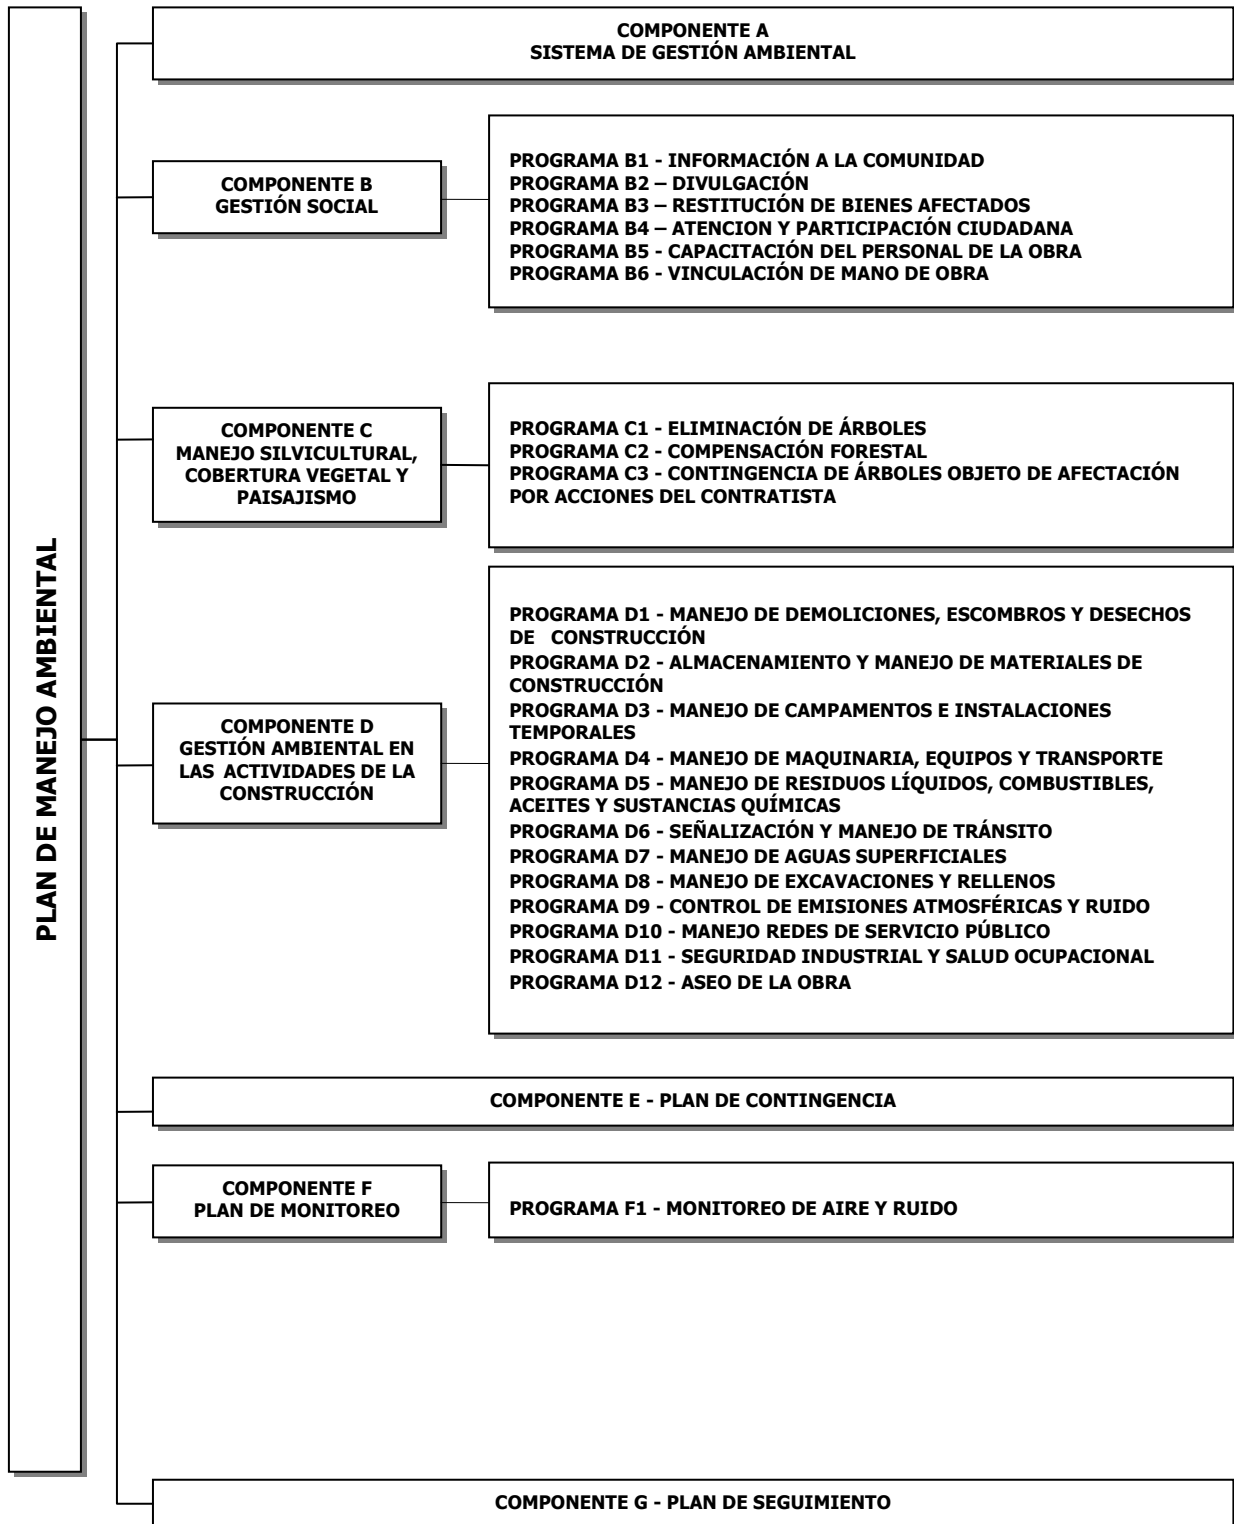 PLAN DE MANEJO AMBIENTAL
COMPONENTE A
SISTEMA DE GESTIÓN AMBIENTAL
COMPONENTE B
GESTIÓN SOCIAL
PROGRAMA B1 - INFORMACIÓN A LA COMUNIDAD
PROGRAMA B2 – DIVULGACIÓN
PROGRAMA B3 – RESTITUCIÓN DE BIENES AFECTADOS
PROGRAMA B4 – ATENCION Y PARTICIPACIÓN CIUDADANA
PROGRAMA B5 - CAPACITACIÓN DEL PERSONAL DE LA OBRA
PROGRAMA B6 - VINCULACIÓN DE MANO DE OBRA
COMPONENTE C
MANEJO SILVICULTURAL,
COBERTURA VEGETAL Y
PAISAJISMO
PROGRAMA C1 - ELIMINACIÓN DE ÁRBOLES
PROGRAMA C2 - COMPENSACIÓN FORESTAL
PROGRAMA C3 - CONTINGENCIA DE ÁRBOLES OBJETO DE AFECTACIÓN
POR ACCIONES DEL CONTRATISTA
COMPONENTE D
GESTIÓN AMBIENTAL EN
LAS ACTIVIDADES DE LA
CONSTRUCCIÓN
PROGRAMA D1 - MANEJO DE DEMOLICIONES, ESCOMBROS Y DESECHOS
DE CONSTRUCCIÓN
PROGRAMA D2 - ALMACENAMIENTO Y MANEJO DE MATERIALES DE
CONSTRUCCIÓN
PROGRAMA D3 - MANEJO DE CAMPAMENTOS E INSTALACIONES
TEMPORALES
PROGRAMA D4 - MANEJO DE MAQUINARIA, EQUIPOS Y TRANSPORTE
PROGRAMA D5 - MANEJO DE RESIDUOS LÍQUIDOS, COMBUSTIBLES,
ACEITES Y SUSTANCIAS QUÍMICAS
PROGRAMA D6 - SEÑALIZACIÓN Y MANEJO DE TRÁNSITO
PROGRAMA D7 - MANEJO DE AGUAS SUPERFICIALES
PROGRAMA D8 - MANEJO DE EXCAVACIONES Y RELLENOS
PROGRAMA D9 - CONTROL DE EMISIONES ATMOSFÉRICAS Y RUIDO
PROGRAMA D10 - MANEJO REDES DE SERVICIO PÚBLICO
PROGRAMA D11 - SEGURIDAD INDUSTRIAL Y SALUD OCUPACIONAL
PROGRAMA D12 - ASEO DE LA OBRA
COMPONENTE E - PLAN DE CONTINGENCIA
COMPONENTE F
PLAN DE MONITOREO
PROGRAMA F1 - MONITOREO DE AIRE Y RUIDO
COMPONENTE G - PLAN DE SEGUIMIENTO